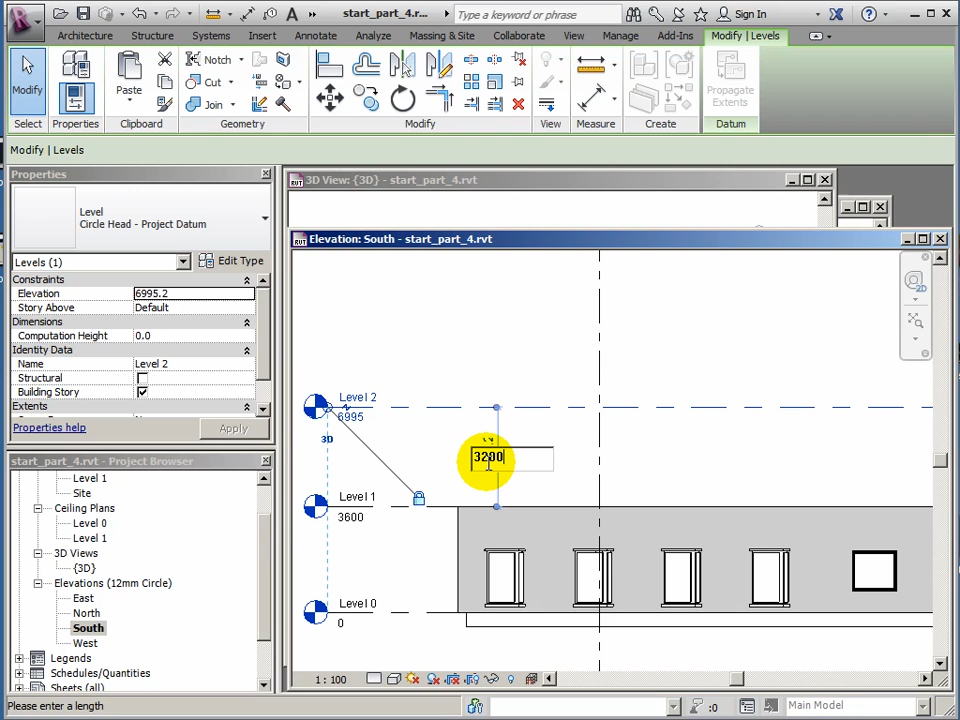 start_part_4.r...
Type a keyword or phrase
Sign In
Architecture
Structure
Systems
Insert
Annotate
Analyze
Massing & Site
Collaborate
View
Manage
Add-Ins
Modify | Levels
Modify
Properties
Paste
Notch
Cut
Join
Propagate
Extents
Select
Properties
Clipboard
Geometry
Modify
View
Measure
Create
Datum
Modify | Levels
Properties
Level
Circle Head - Project Datum
Levels (1)
Edit Type
Constraints
Elevation 6995.2
Story Above Default
Dimensions
Computation Height 0.0
Identity Data
Name Level 2
Structural
Building Story
Extents
Properties help
Apply
start_part_4.rvt - Project Browser
Level 1
Site
Ceiling Plans
Level 0
Level 1
3D Views
{3D}
Elevations (12mm Circle)
East
North
South
West
Legends
Schedules/Quantities
Sheets (all)
3D View: {3D} - start_part_4.rvt
Elevation: South - start_part_4.rvt
2D
Level 2
6995
3D
3200
Level 1
3600
Level 0
0
1 : 100
Please enter a length
:0
Main Model